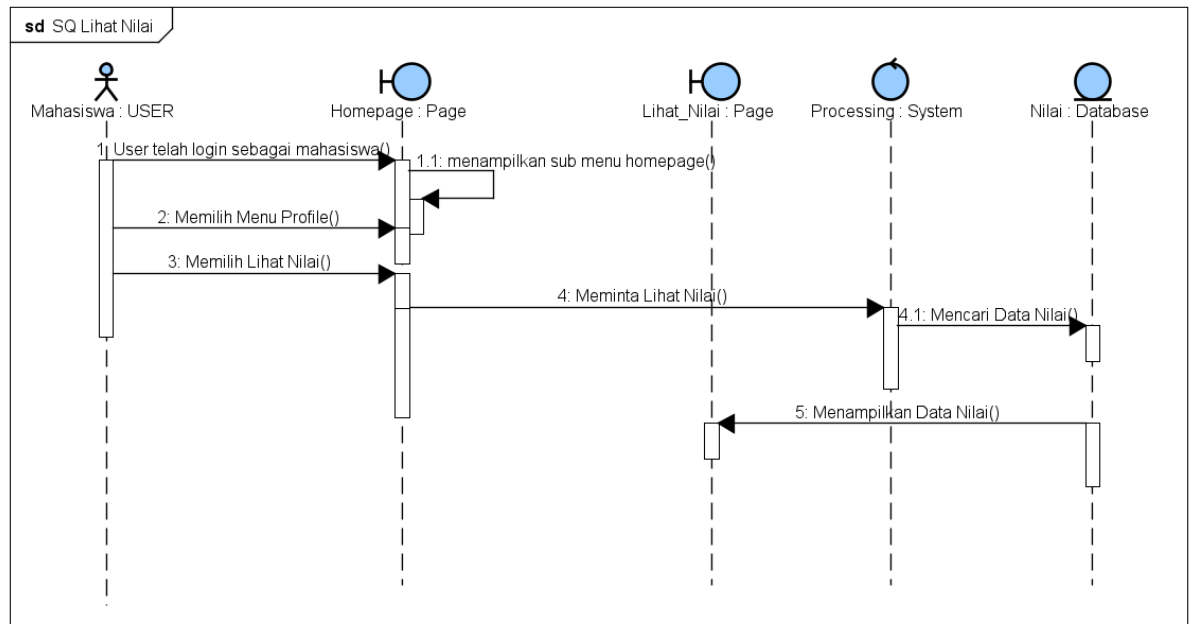 sd SQ Lihat Nilai
Mahasiswa : USER
Homepage : Page
Lihat_Nilai : Page
Processing : System
Nilai : Database
1: User telah login sebagai mahasiswa()
1.1: menampilkan sub menu homepage()
2: Memilih Menu Profile()
3: Memilih Lihat Nilai()
4: Meminta Lihat Nilai()
4.1: Mencari Data Nilai()
5: Menampilkan Data Nilai()